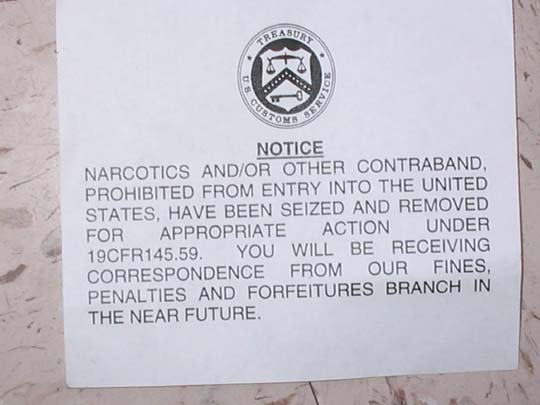 TREASURY
U.S. CUSTOMS SERVICE
NOTICE
NARCOTICS AND/OR OTHER CONTRABAND,
PROHIBITED FROM ENTRY INTO THE UNITED
STATES, HAVE BEEN SEIZED AND REMOVED
FOR APPROPRIATE ACTION UNDER
19CFR145.59. YOU WILL BE RECEIVING
CORRESPONDENCE FROM OUR FINES,
PENALTIES AND FORFEITURES BRANCH IN
THE NEAR FUTURE.